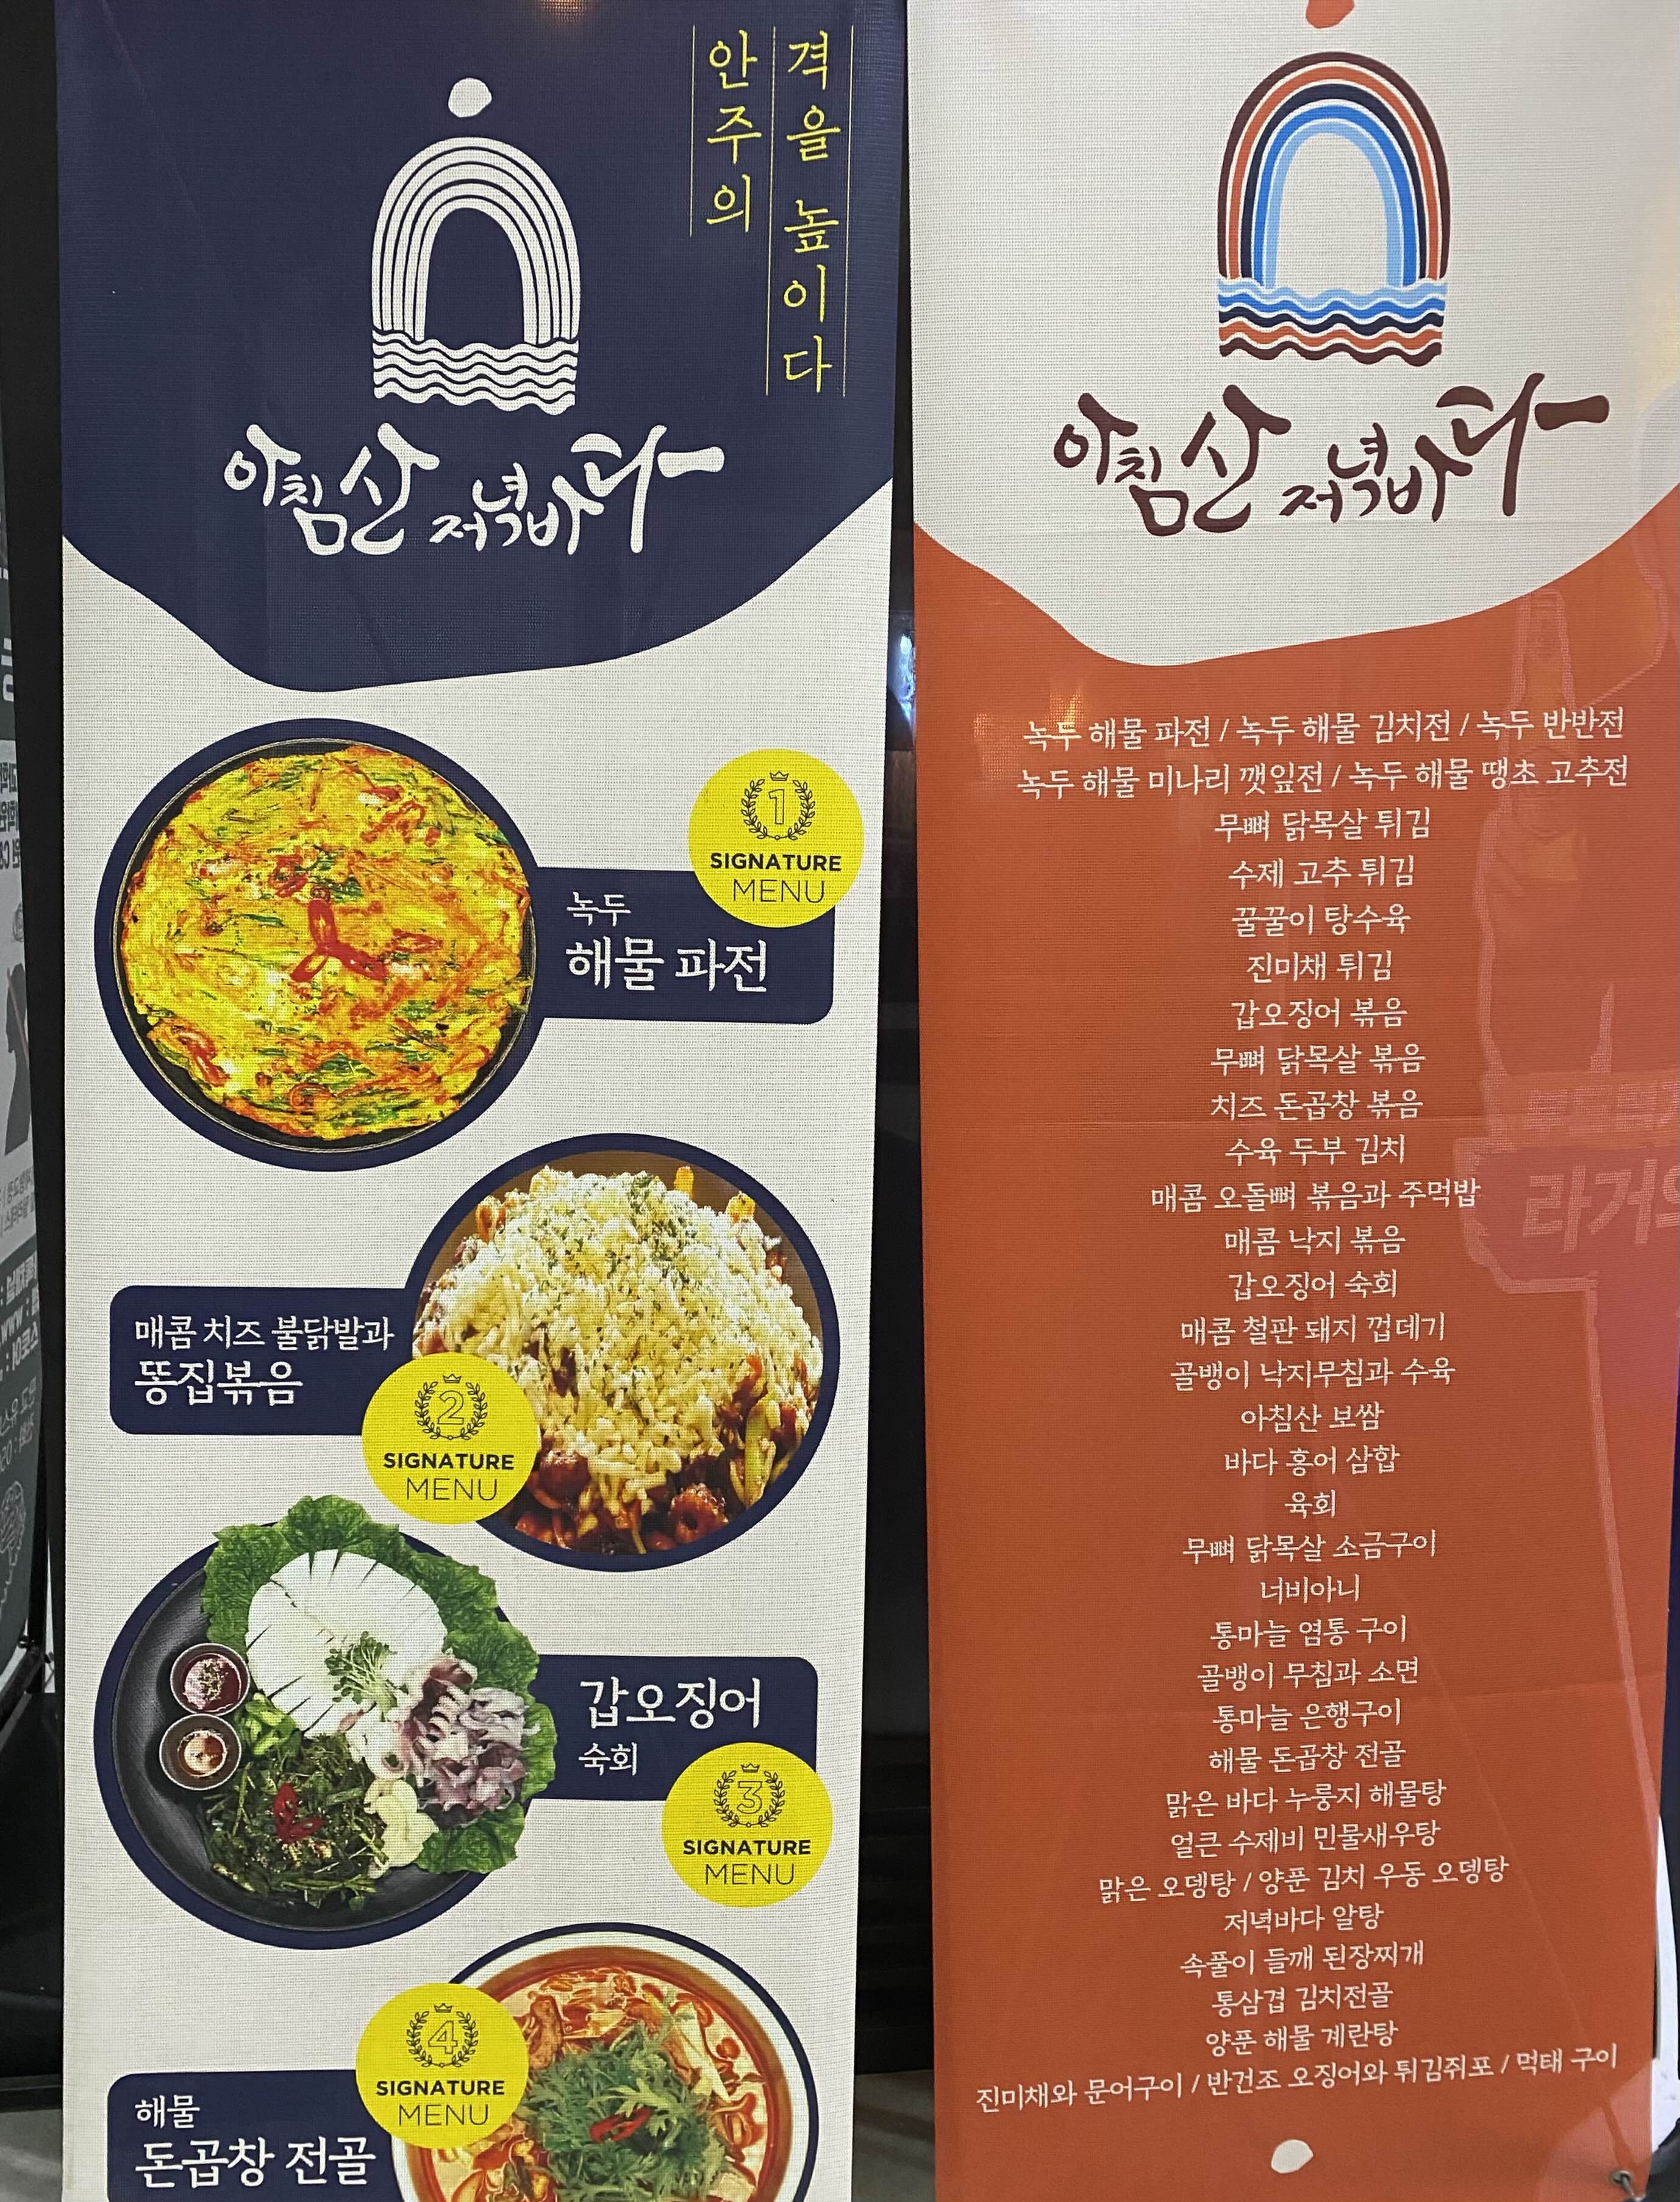 안주의
격을 높이다
아침산 저녁바다
1
SIGNATURE
MENU
녹두
해물 파전
매콤 치즈 불닭발과
똥집볶음
2
SIGNATURE
MENU
갑오징어
숙회
3
SIGNATURE
MENU
4
SIGNATURE
MENU
해물
돈곱창 전골
아침산 저녁바다
녹두 해물 파전 / 녹두 해물 김치전 / 녹두 반반전
녹두 해물 미나리 깻잎전 / 녹두 해물 땡초 고추전
무뼈 닭목살 튀김
수제 고추 튀김
꿀꿀이 탕수육
진미채 튀김
갑오징어 볶음
무뼈 닭목살 볶음
치즈 돈곱창 볶음
수육 두부 김치
매콤 오돌뼈 볶음과 주먹밥
매콤 낙지 볶음
갑오징어 숙회
매콤 철판 돼지 껍데기
골뱅이 낙지무침과 수육
아침산 보쌈
바다 홍어 삼합
육회
무뼈 닭목살 소금구이
너비아니
통마늘 염통 구이
골뱅이 무침과 소면
통마늘 은행구이
해물 돈곱창 전골
맑은 바다 누룽지 해물탕
얼큰 수제비 민물새우탕
맑은 오뎅탕 / 양푼 김치 우동 오뎅탕
저녁바다 알탕
속풀이 들깨 된장찌개
통삼겹 김치전골
양푼 해물 계란탕
진미채와 문어구이 / 반건조 오징어와 튀김쥐포 / 먹태 구이
라거의